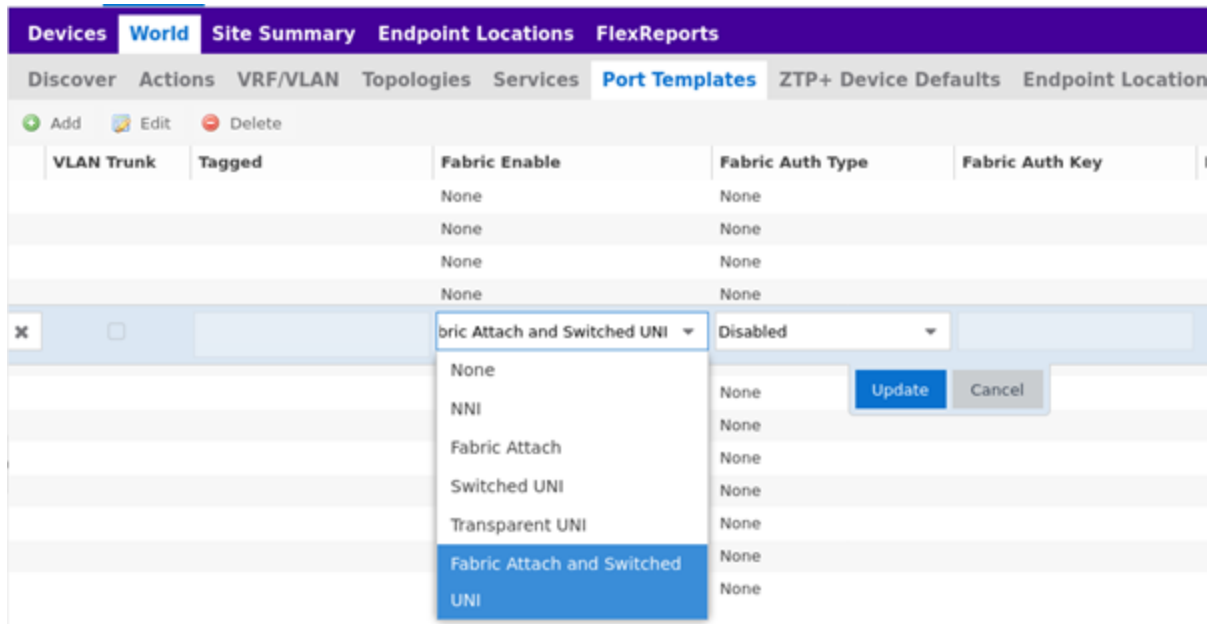 Devices World Site Summary Endpoint Locations FlexReports
Discover Actions VRF/VLAN Topologies Services Port Templates ZTP+ Device Defaults Endpoint Location
Add Edit Delete
VLAN Trunk Tagged Fabric Enable Fabric Auth Type Fabric Auth Key
None None
None None
None None
None None
bric Attach and Switched UNI Disabled
None
NNI
Fabric Attach
Switched UNI
Transparent UNI
Fabric Attach and Switched
UNI
Update Cancel
None
None
None
None
None
None
None